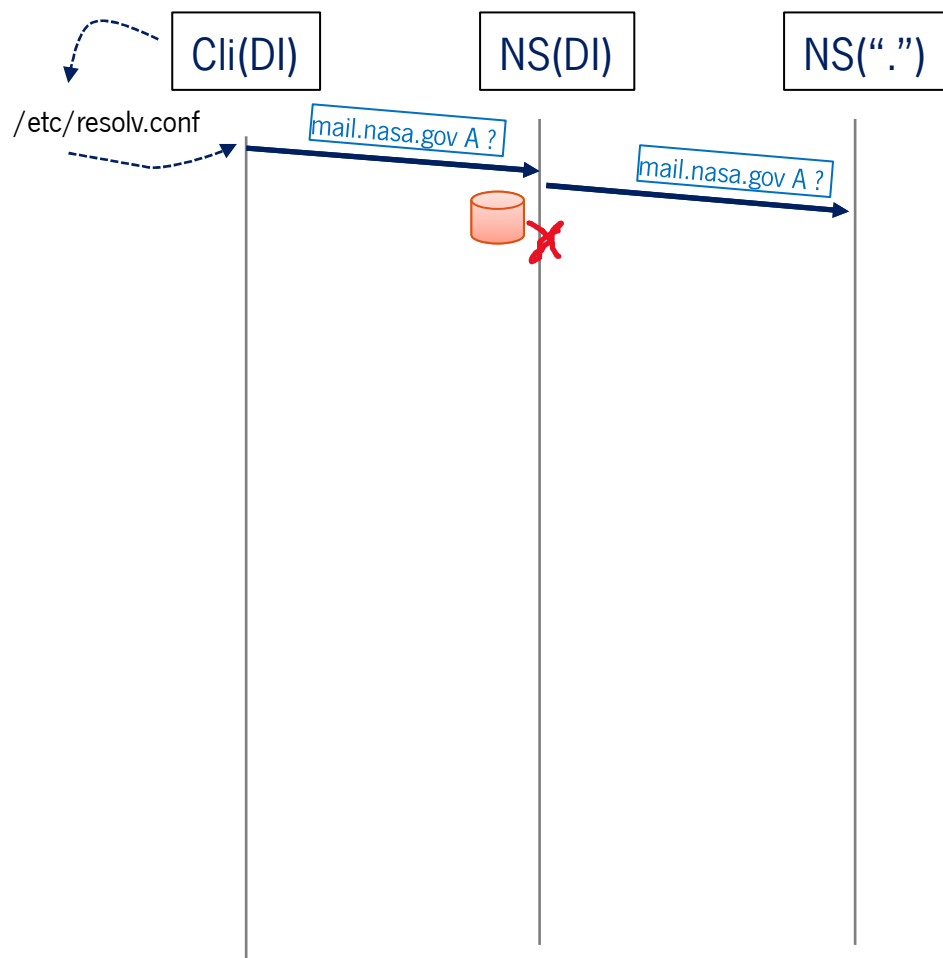 Cli(DI)
NS(DI)
NS(“.”)
/etc/resolv.conf
mail.nasa.gov A ?
mail.nasa.gov A ?